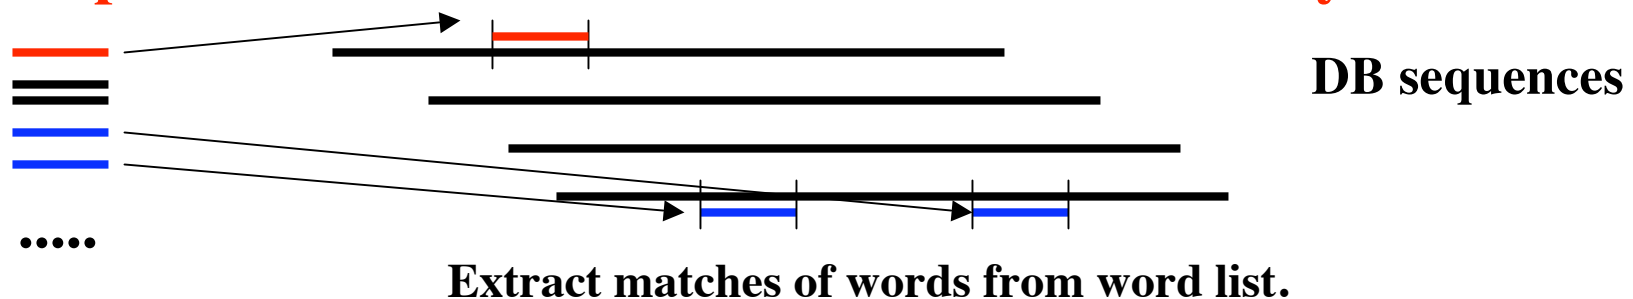 DB sequences
.....
Extract matches of words from word list.